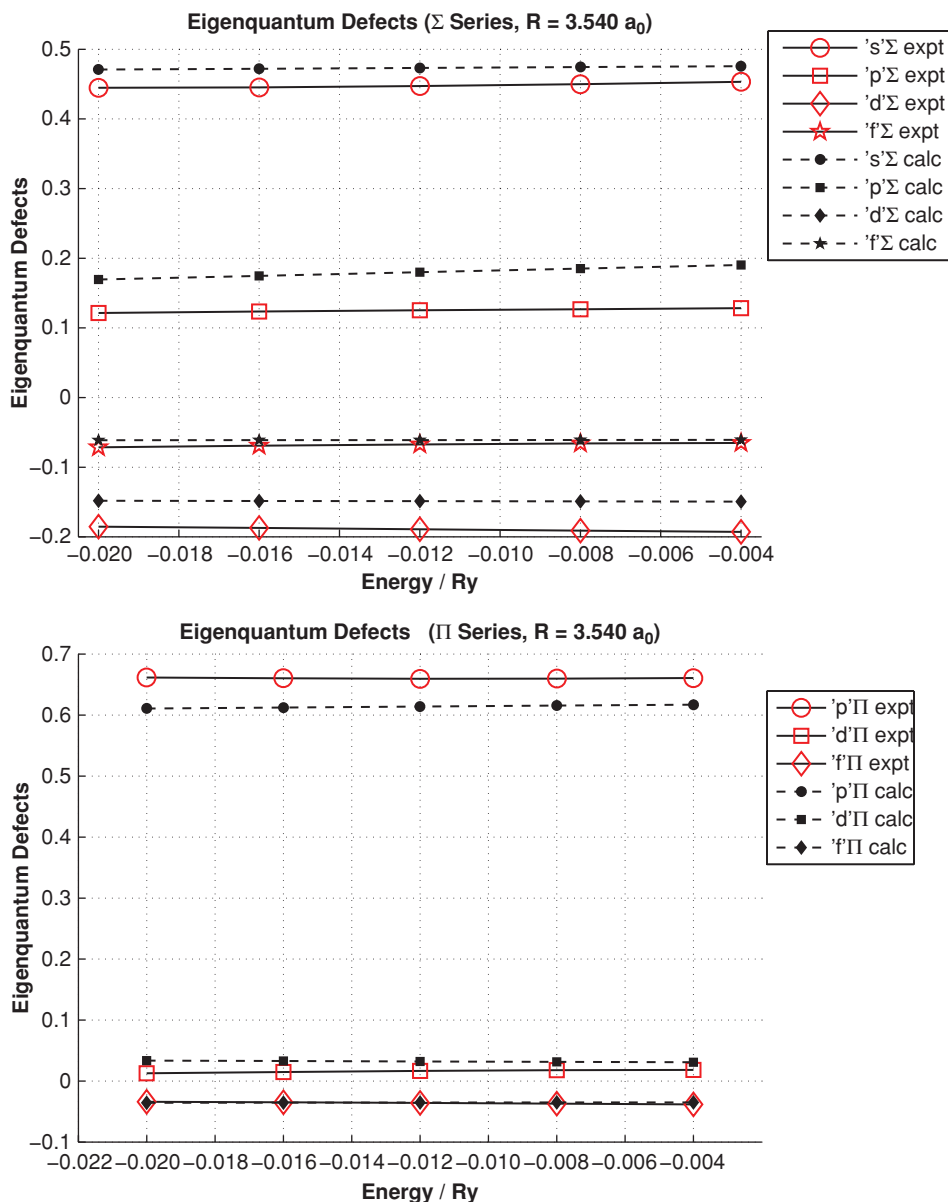 Eigenquantum Defects (Σ Series, R = 3.540 a₀)
0.5
0.4
0.3
0.2
0.1
0
−0.1
−0.2
Eigenquantum Defects
−0.020
−0.018
−0.016
−0.014
−0.012
−0.010
−0.008
−0.006
−0.004
Energy / Ry
's'Σ expt
'p'Σ expt
'd'Σ expt
'f'Σ expt
's'Σ calc
'p'Σ calc
'd'Σ calc
'f'Σ calc
Eigenquantum Defects (Π Series, R = 3.540 a₀)
0.7
0.6
0.5
0.4
0.3
0.2
0.1
0
−0.1
Eigenquantum Defects
−0.022
−0.020
−0.018
−0.016
−0.014
−0.012
−0.010
−0.008
−0.006
−0.004
Energy / Ry
'p'Π expt
'd'Π expt
'f'Π expt
'p'Π calc
'd'Π calc
'f'Π calc